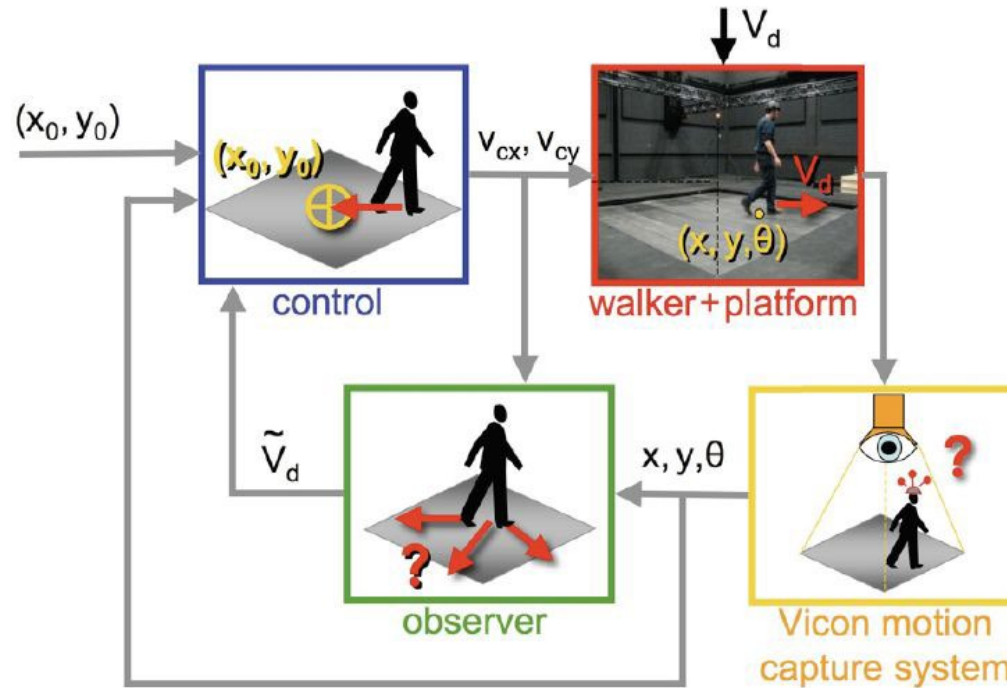 V_d
(x_0, y_0)
(x_0, y_0)
v_cx, v_cy
V_d
(x, y, θ̇)
control
walker+platform
Ṽ_d
x, y, θ
?
?
observer
Vicon motion
capture system